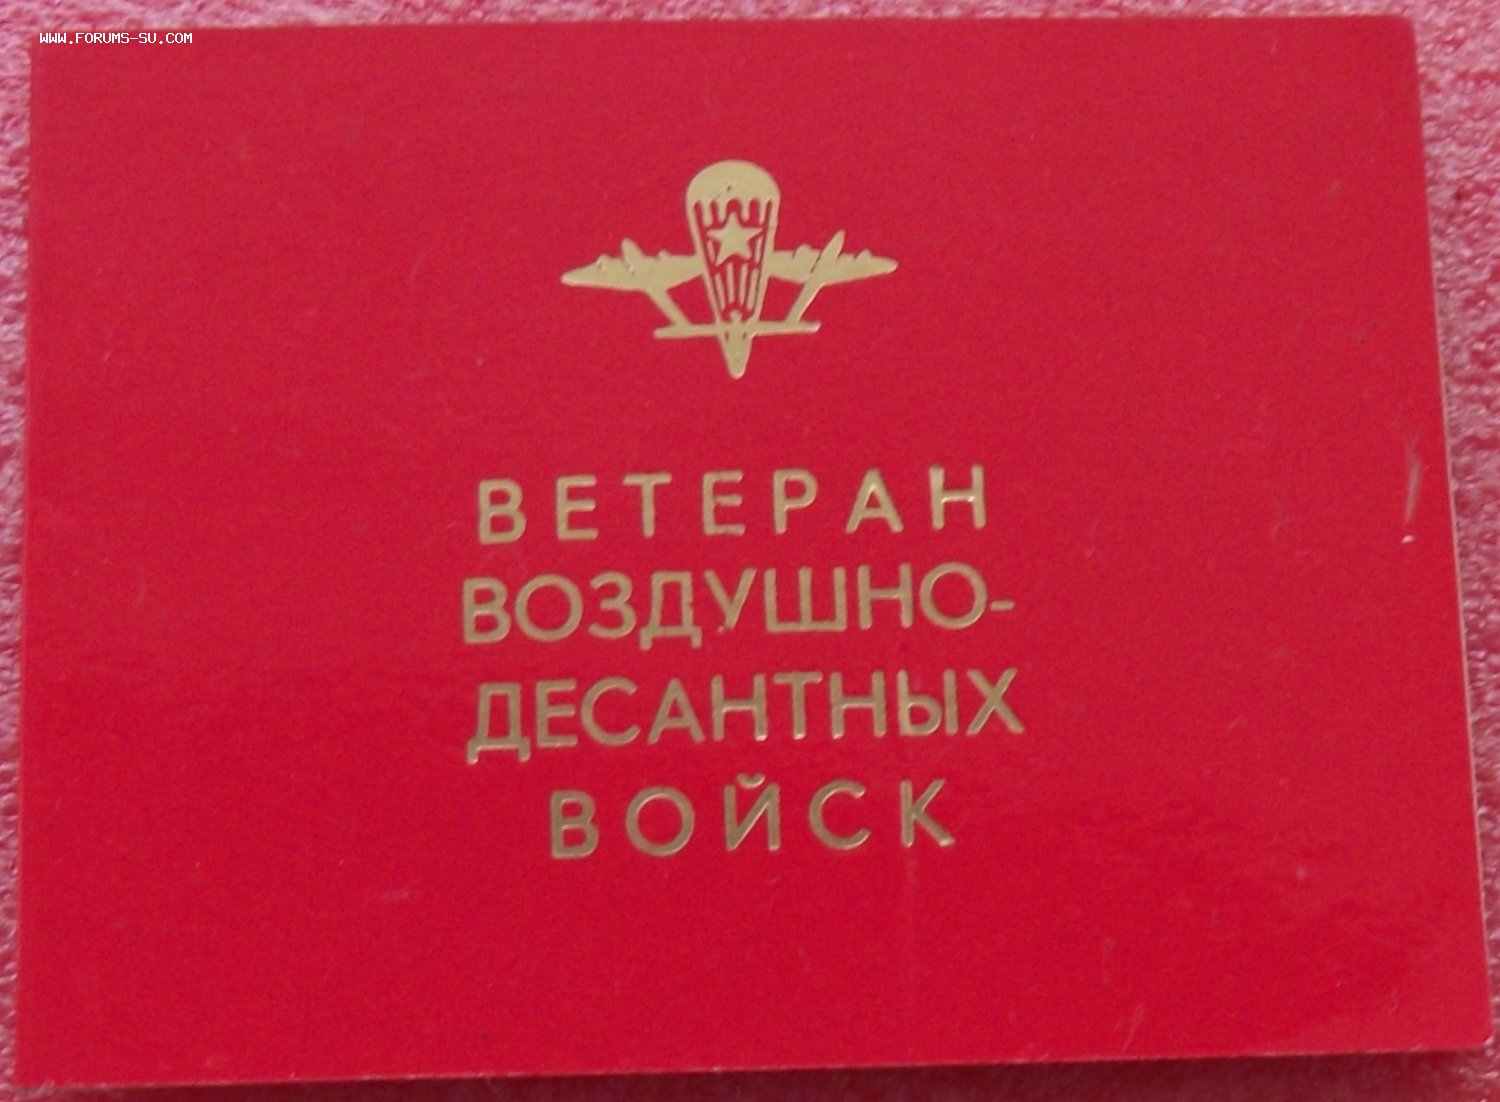 WWW.FORUMS-SU.COM
ВЕТЕРАН
ВОЗДУШНО-
ДЕСАНТНЫХ
ВОЙСК